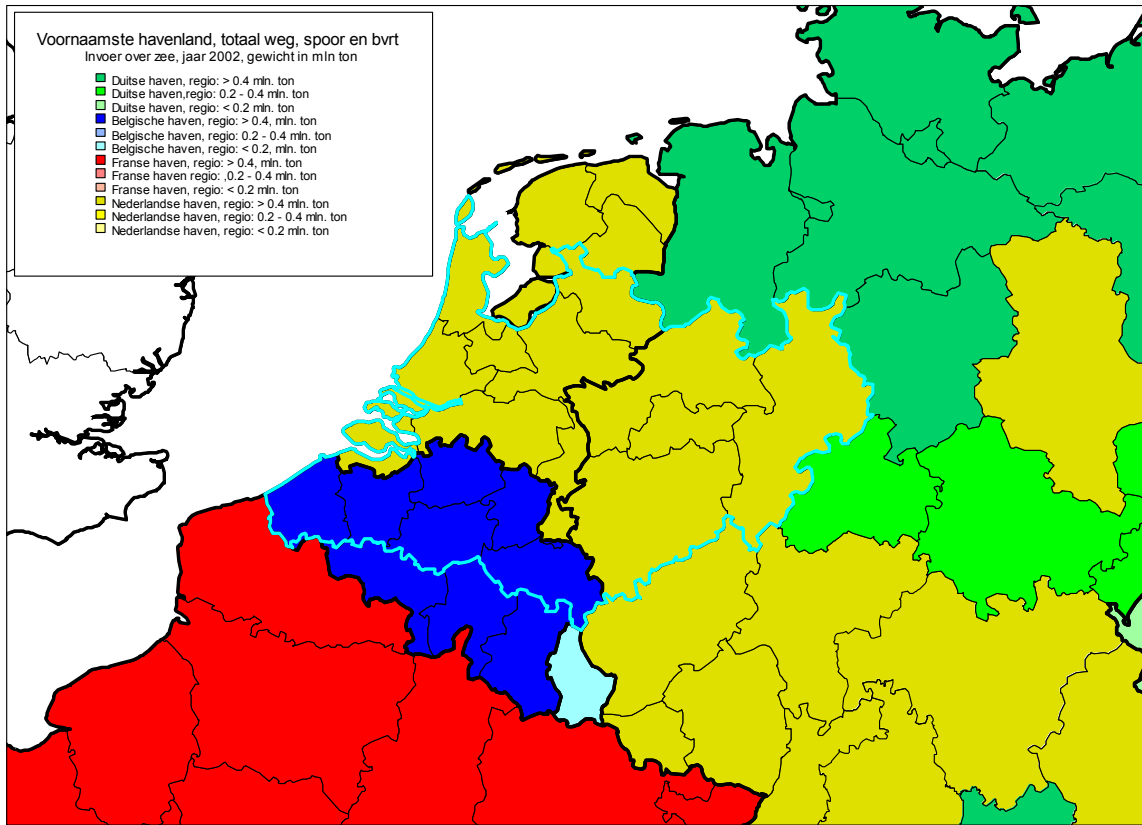 Voornaamste havenland, totaal weg, spoor en bvrt
Invoer over zee, jaar 2002, gewicht in mln ton
Duitse haven, regio: > 0.4 mln. ton
Duitse haven,regio: 0.2 - 0.4 mln. ton
Duitse haven, regio: < 0.2 mln. ton
Belgische haven, regio: > 0.4, mln. ton
Belgische haven, regio: 0.2 - 0.4 mln. ton
Belgische haven, regio: < 0.2, mln. ton
Franse haven, regio: > 0.4, mln. ton
Franse haven regio: ,0.2 - 0.4 mln. ton
Franse haven, regio: < 0.2 mln. ton
Nederlandse haven, regio: > 0.4 mln. ton
Nederlandse haven, regio: 0.2 - 0.4 mln. ton
Nederlandse haven, regio: < 0.2 mln. ton